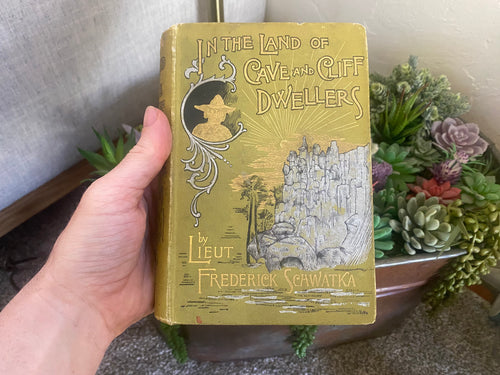 IN THE LAND OF
CAVE AND CLIFF
DWELLERS
by
LIEUT
FREDERICK SCHWATKA